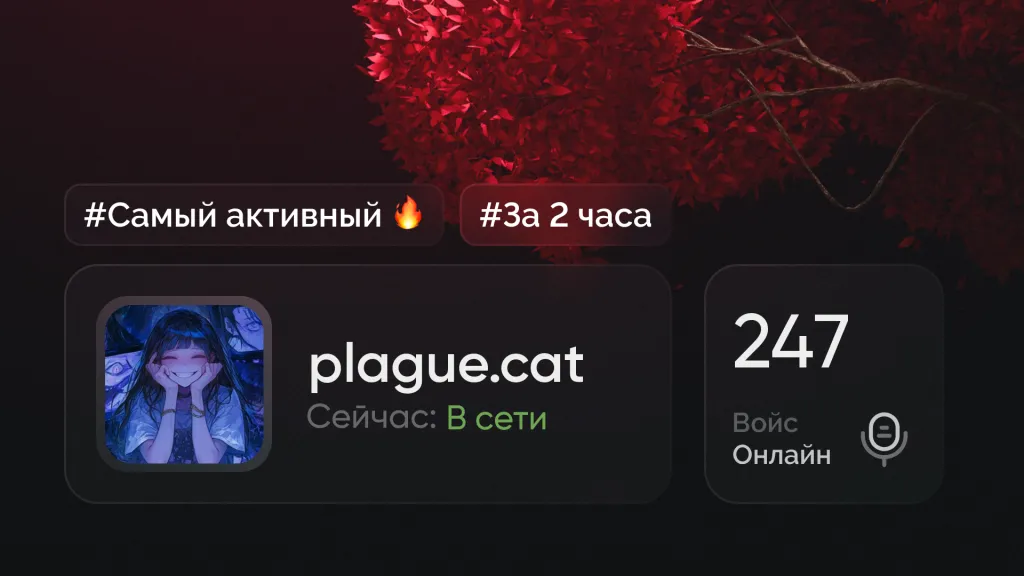 #Самый активный 🔥 #За 2 часа
plague.cat
Сейчас: В сети
247
Войс
Онлайн